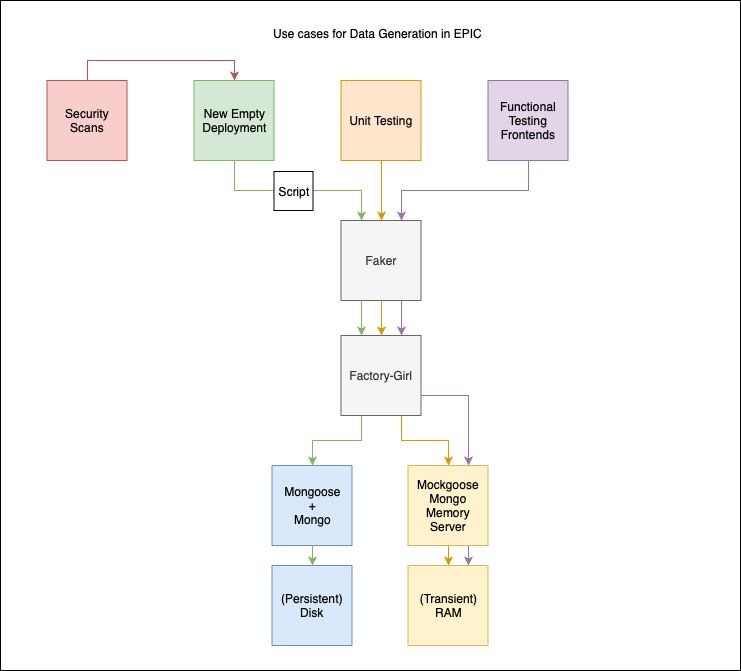 Use cases for Data Generation in EPIC
Security
Scans
New Empty
Deployment
Unit Testing
Functional
Testing
Frontends
Script
Faker
Factory-Girl
Mongoose
+
Mongo
Mockgoose
Mongo
Memory
Server
(Persistent)
Disk
(Transient)
RAM